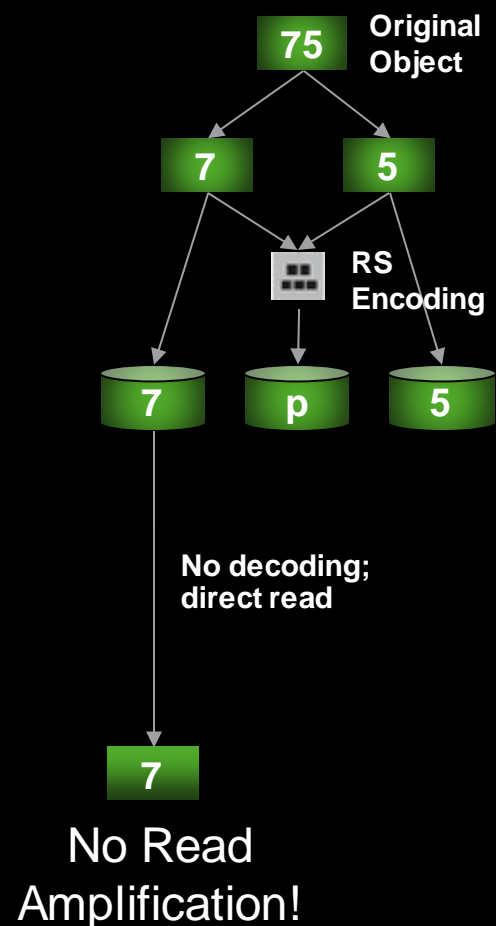 75
Original
Object
7
5
RS
Encoding
7
p
5
No decoding;
direct read
7
No Read
Amplification!